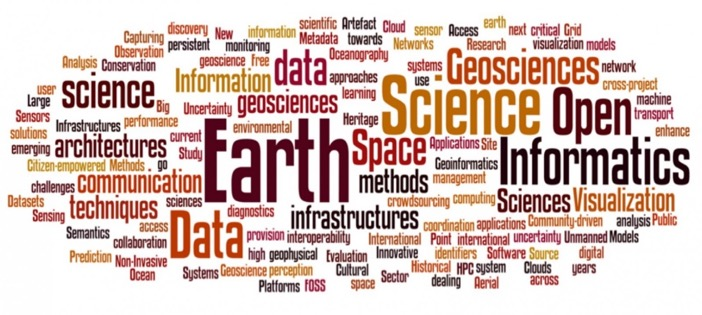 discovery New information scientific Artefact Cloud sensor Access earth next critical Grid
Capturing persistent monitoring Metadata towards Networks Research visualization models
Observation geoscience free Oceanography
Analysis Conservation Information data approaches systems Geosciences network
user science Big Uncertainty geosciences learning use cross-project
Large Sensors performance Heritage Science Open machine transport
solutions Infrastructures current environmental enhance
emerging architectures Study Earth Space Applications Site Informatics
Citizen-empowered Methods go Geoinformatics
challenges communication methods management
Datasets sciences crowdsourcing computing Sciences Visualization
Sensing techniques diagnostics infrastructures
access coordination applications Community-driven analysis Public
Semantics Data provision interoperability International Point international uncertainty Unmanned Models
collaboration
Prediction Non-Invasive high geophysical Evaluation Innovative identifiers Software Source digital
Ocean Systems Geoscience perception Cultural Sector Historical HPC system Clouds years
Platforms FOSS space dealing Aerial across